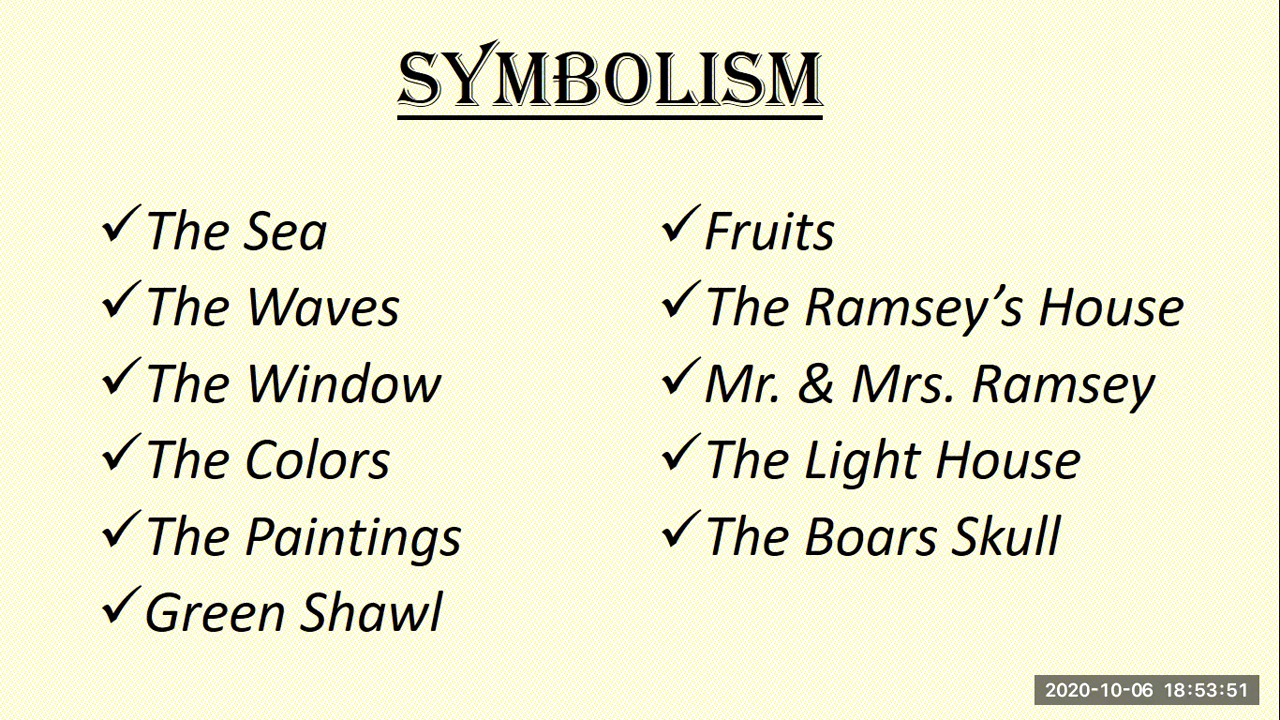 SYMBOLISM
✓The Sea
✓The Waves
✓The Window
✓The Colors
✓The Paintings
✓Green Shawl
✓Fruits
✓The Ramsey’s House
✓Mr. & Mrs. Ramsey
✓The Light House
✓The Boars Skull
2020-10-06 18:53:51